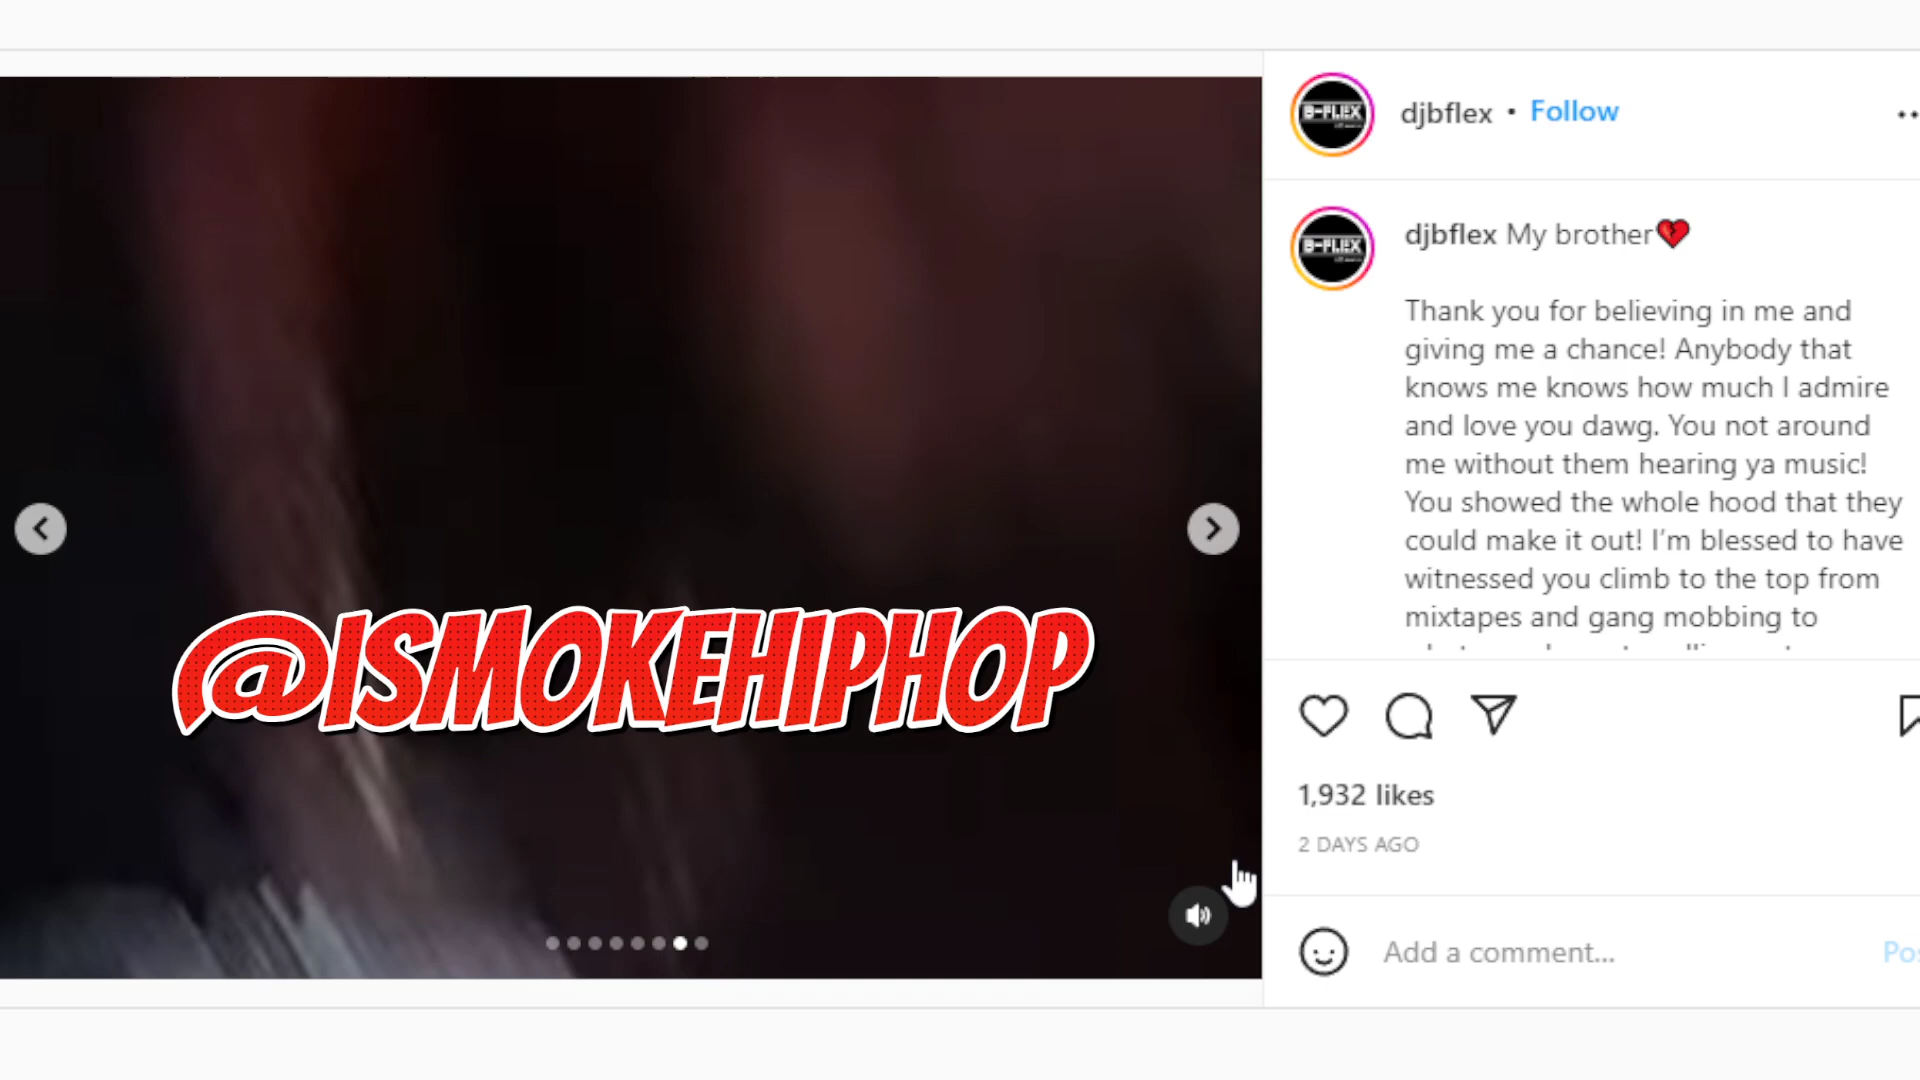 @ISMOKEHIPHOP
B-FLEX
djbflex • Follow
B-FLEX
djbflex My brother💔
Thank you for believing in me and
giving me a chance! Anybody that
knows me knows how much I admire
and love you dawg. You not around
me without them hearing ya music!
You showed the whole hood that they
could make it out! I'm blessed to have
witnessed you climb to the top from
mixtapes and gang mobbing to
1,932 likes
2 DAYS AGO
Add a comment...